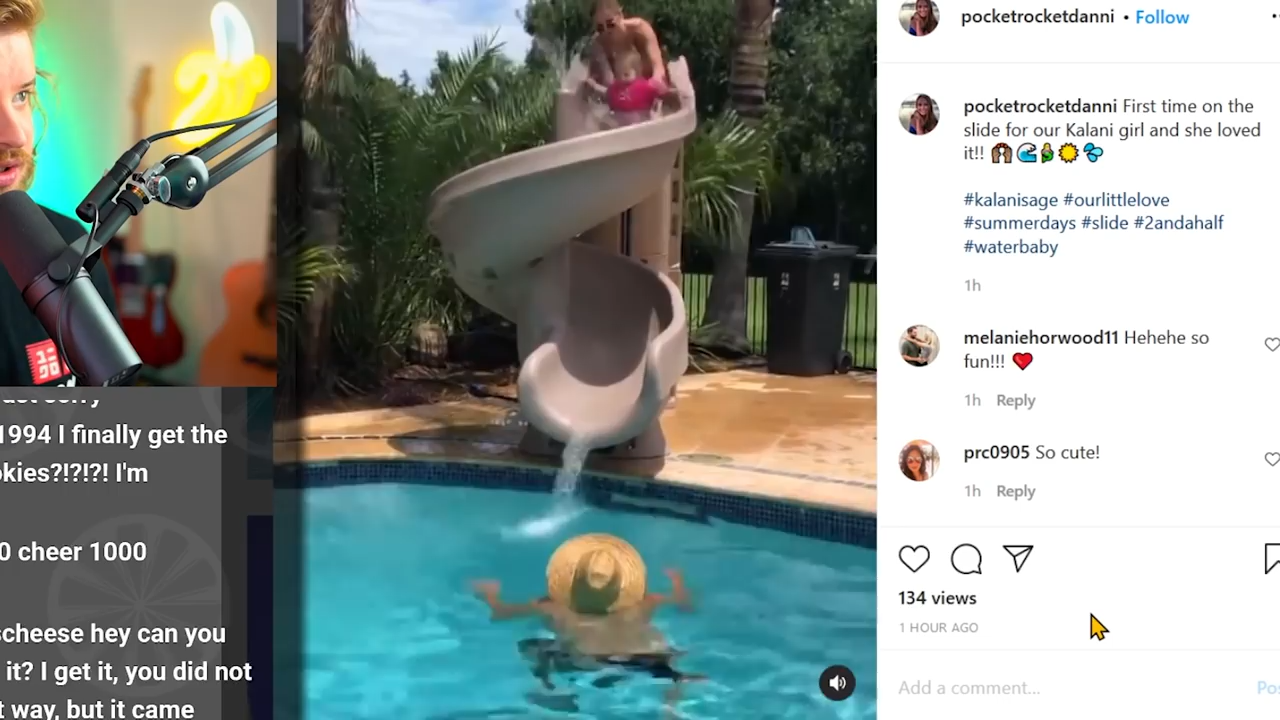 pocketrocketdanni • Follow
pocketrocketdanni First time on the
slide for our Kalani girl and she loved
it!!
#kalanisage #ourlittlelove
#summerdays #slide #2andahalf
#waterbaby
1h
melaniehorwood11 Hehehe so
fun!!!
1h Reply
prc0905 So cute!
1h Reply
134 views
1 HOUR AGO
Add a comment...
1994 I finally get the
okies?!?!?! I'm
0 cheer 1000
scheese hey can you
it? I get it, you did not
t way, but it came